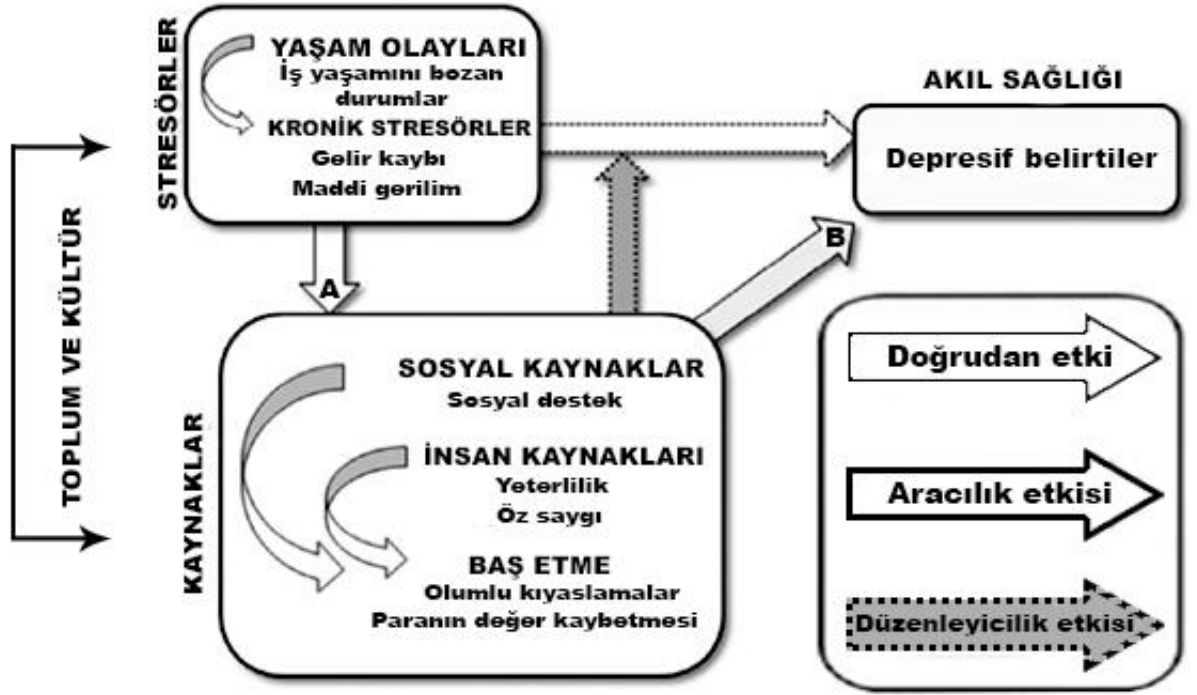 TOPLUM VE KÜLTÜR
STRESÖRLER
YAŞAM OLAYLARI
İş yaşamını bozan
durumlar
KRONİK STRESÖRLER
Gelir kaybı
Maddi gerilim
AKIL SAĞLIĞI
Depresif belirtiler
A
B
KAYNAKLAR
SOSYAL KAYNAKLAR
Sosyal destek
İNSAN KAYNAKLARI
Yeterlilik
Öz saygı
BAŞ ETME
Olumlu kıyaslamalar
Paranın değer kaybetmesi
Doğrudan etki
Aracılık etkisi
Düzenleyicilik etkisi